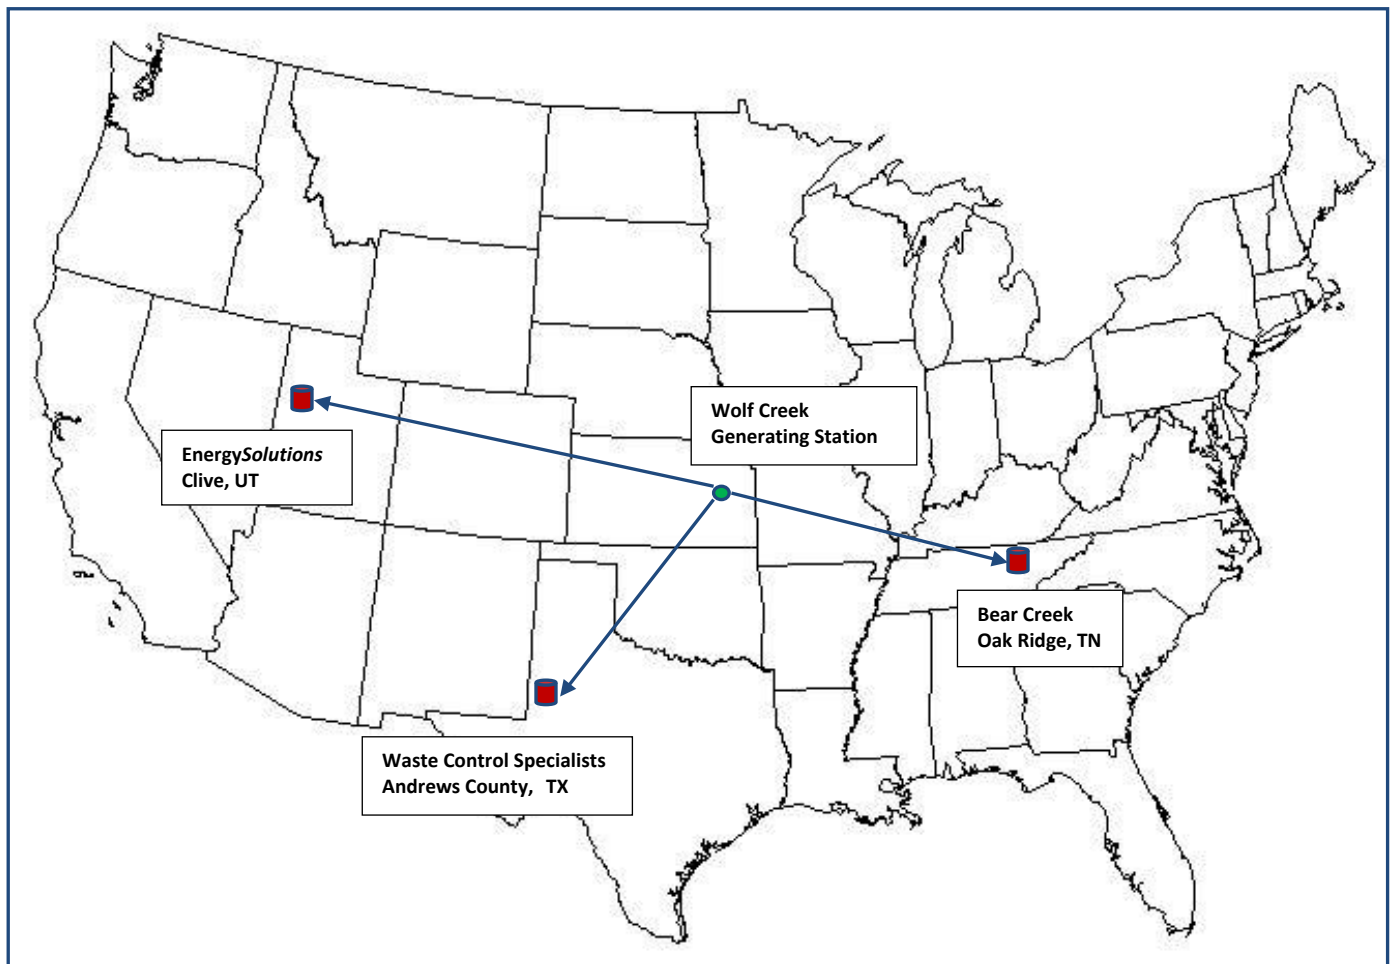 Wolf Creek
Generating Station
EnergySolutions
Clive, UT
Bear Creek
Oak Ridge, TN
Waste Control Specialists
Andrews County, TX